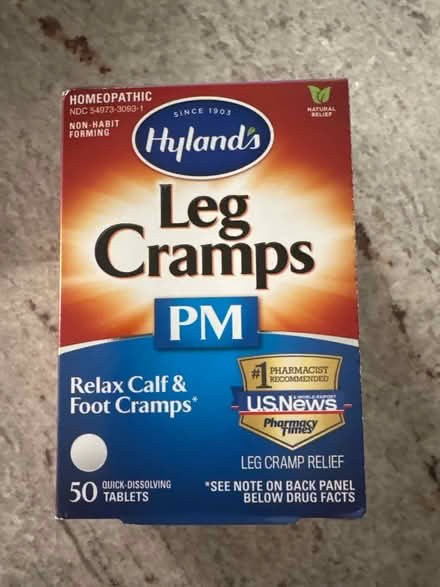 HOMEOPATHIC
NDC 54973-3093-1
NON-HABIT
FORMING
SINCE 1903
Hyland's
NATURAL
RELIEF
Leg
Cramps
PM
Relax Calf &
Foot Cramps*
#1 PHARMACIST
RECOMMENDED
U.S.News
& WORLD REPORT
Pharmacy
Times
LEG CRAMP RELIEF
50 QUICK-DISSOLVING
TABLETS
*SEE NOTE ON BACK PANEL
BELOW DRUG FACTS